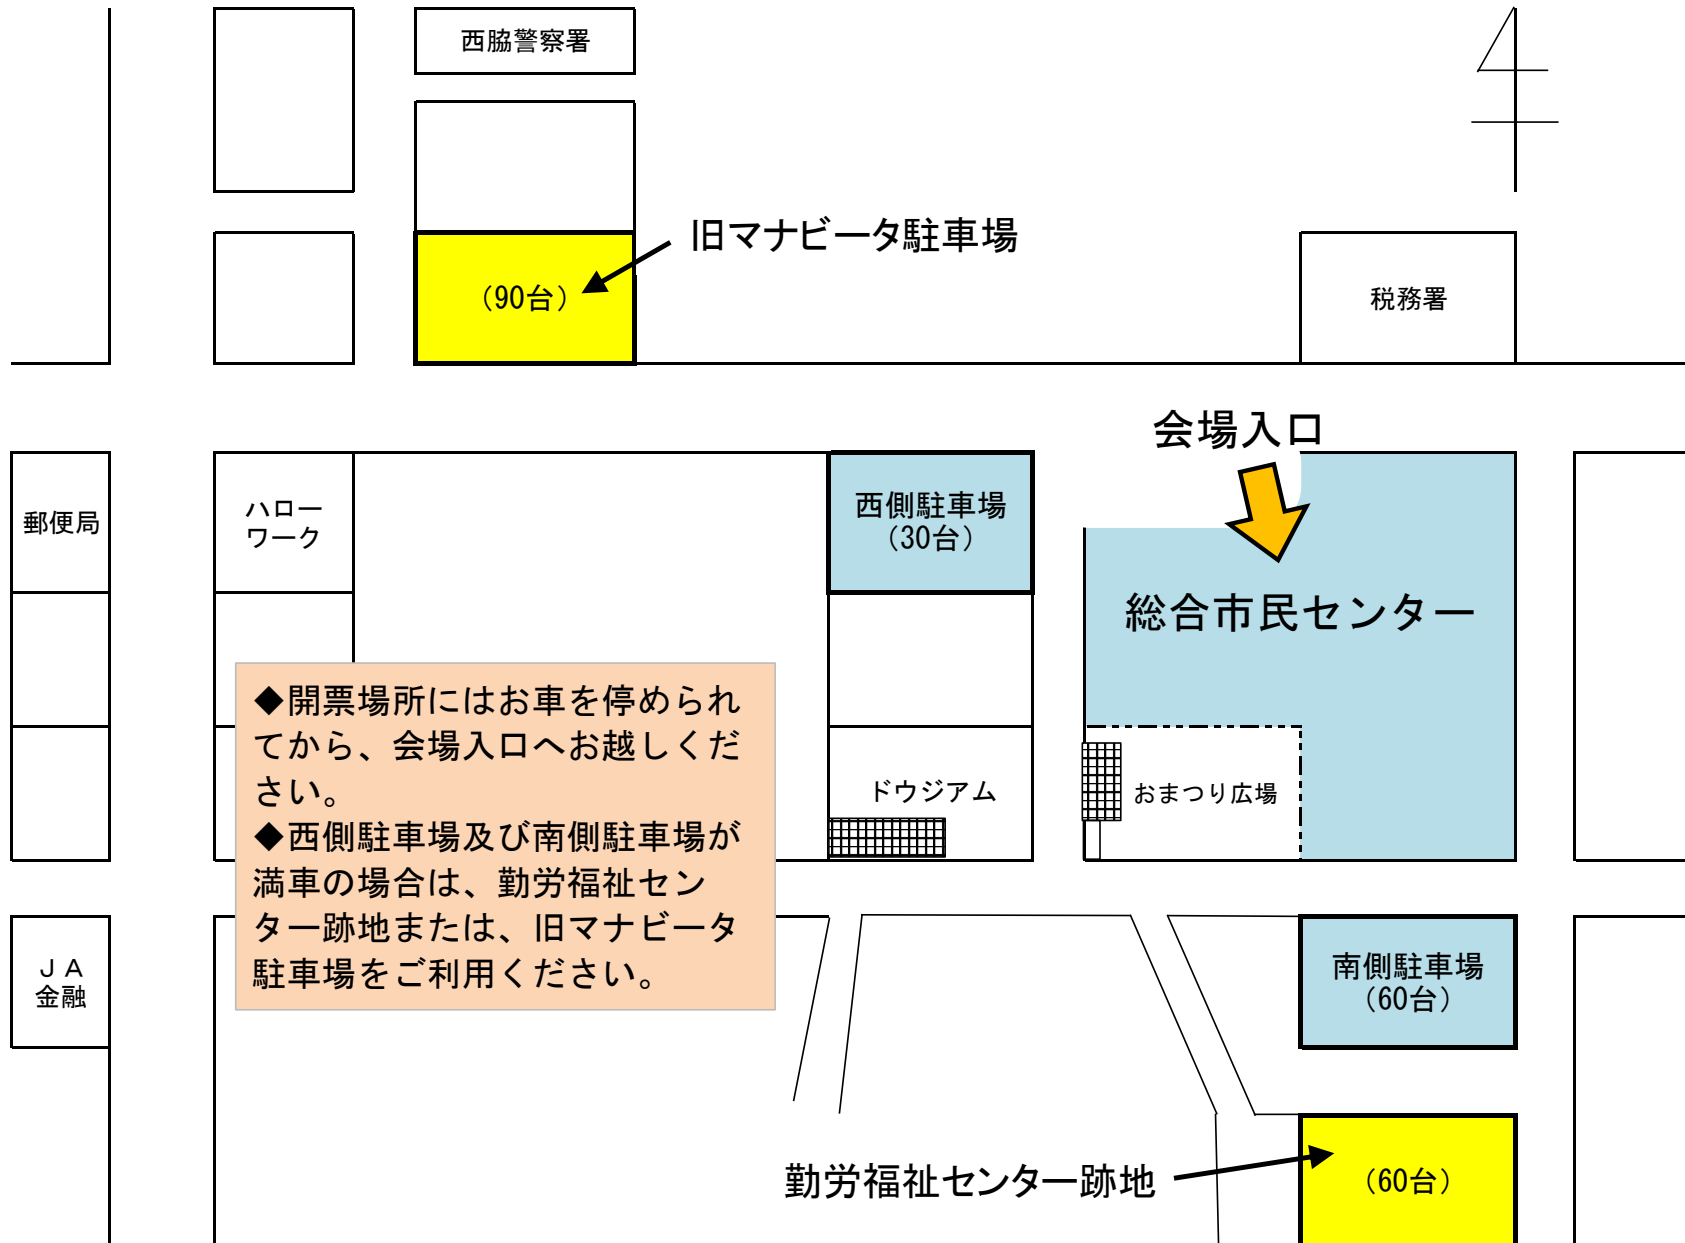 西脇警察署
旧マナビータ駐車場
（90台）
税務署
会場入口
郵便局
ハロー
ワーク
西側駐車場
（30台）
総合市民センター
◆開票場所にはお車を停められ
てから、会場入口へお越しくだ
さい。
◆西側駐車場及び南側駐車場が
満車の場合は、勤労福祉セン
ター跡地または、旧マナビータ
駐車場をご利用ください。
ドウジアム
おまつり広場
ＪＡ
金融
南側駐車場
（60台）
勤労福祉センター跡地
（60台）